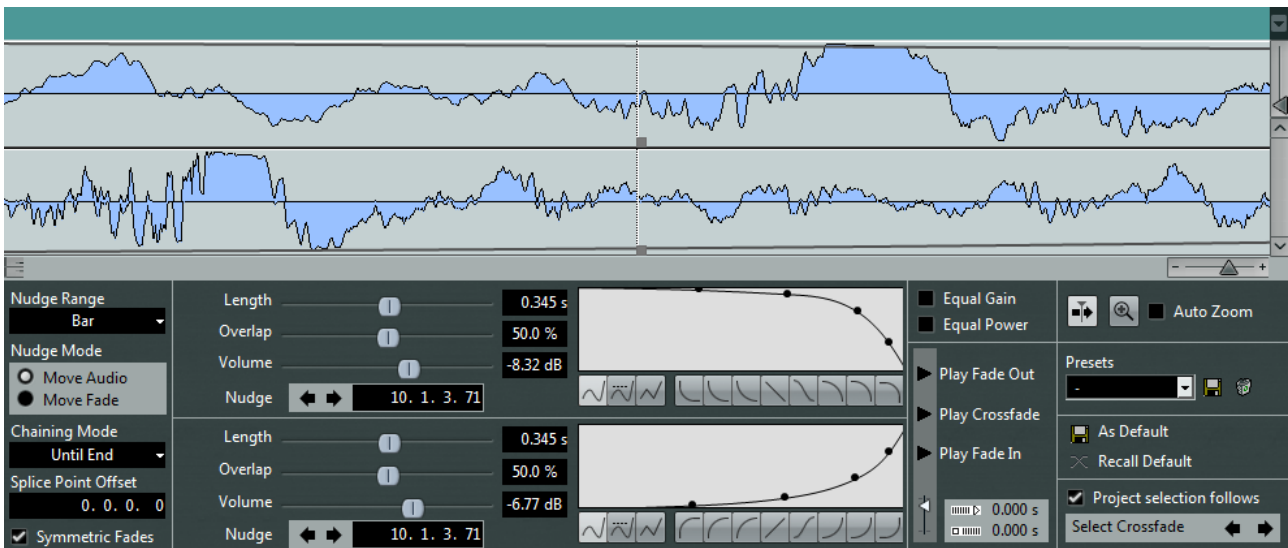 Nudge Range
Bar
Nudge Mode
Move Audio
Move Fade
Chaining Mode
Until End
Splice Point Offset
0. 0. 0. 0
Symmetric Fades
Length 0.345 s
Overlap 50.0 %
Volume -8.32 dB
Nudge 10. 1. 3. 71
Length 0.345 s
Overlap 50.0 %
Volume -6.77 dB
Nudge 10. 1. 3. 71
Equal Gain
Equal Power
Play Fade Out
Play Crossfade
Play Fade In
0.000 s
0.000 s
Auto Zoom
Presets
-
As Default
Recall Default
Project selection follows
Select Crossfade